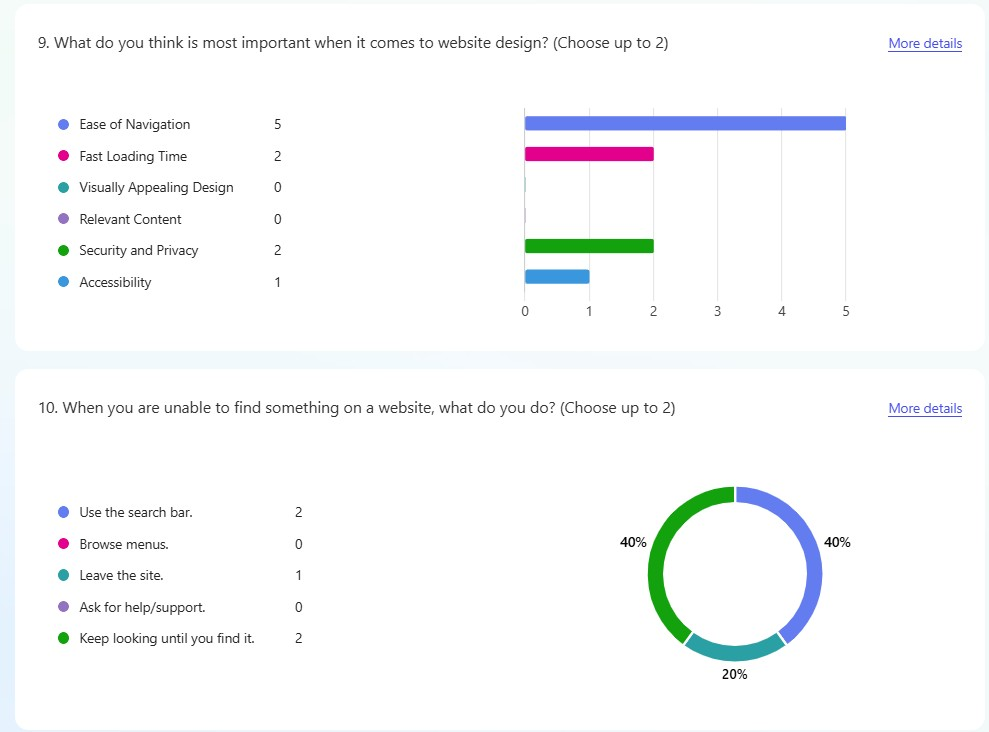 9. What do you think is most important when it comes to website design? (Choose up to 2)
More details
Ease of Navigation 5
Fast Loading Time 2
Visually Appealing Design 0
Relevant Content 0
Security and Privacy 2
Accessibility 1
0 1 2 3 4 5
10. When you are unable to find something on a website, what do you do? (Choose up to 2)
More details
Use the search bar. 2
Browse menus. 0
Leave the site. 1
Ask for help/support. 0
Keep looking until you find it. 2
40% 40%
20%